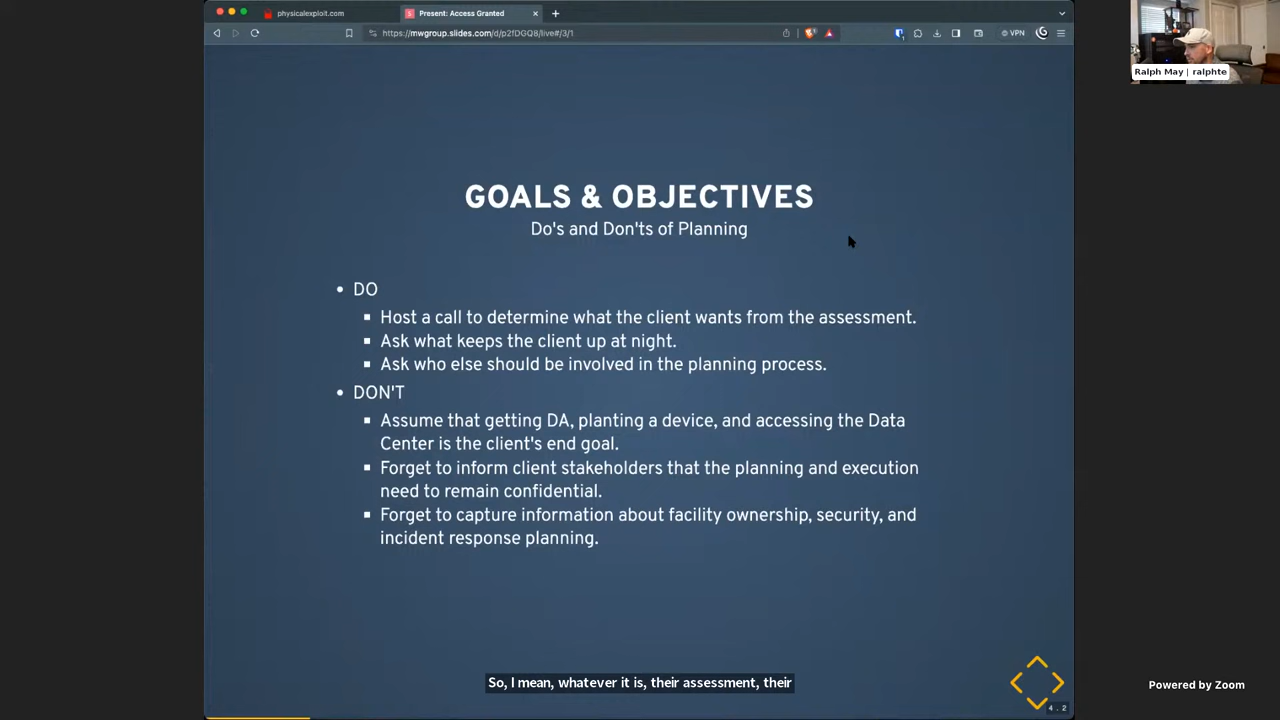 physicalexploit.com
Present: Access Granted
https://mwgroup.slides.com/d/p2fDGQ8/live#/3/1
VPN
Ralph May | ralphte
GOALS & OBJECTIVES
Do's and Don'ts of Planning
DO
Host a call to determine what the client wants from the assessment.
Ask what keeps the client up at night.
Ask who else should be involved in the planning process.
DON'T
Assume that getting DA, planting a device, and accessing the Data
Center is the client's end goal.
Forget to inform client stakeholders that the planning and execution
need to remain confidential.
Forget to capture information about facility ownership, security, and
incident response planning.
So, I mean, whatever it is, their assessment, their
Powered by Zoom
4.2